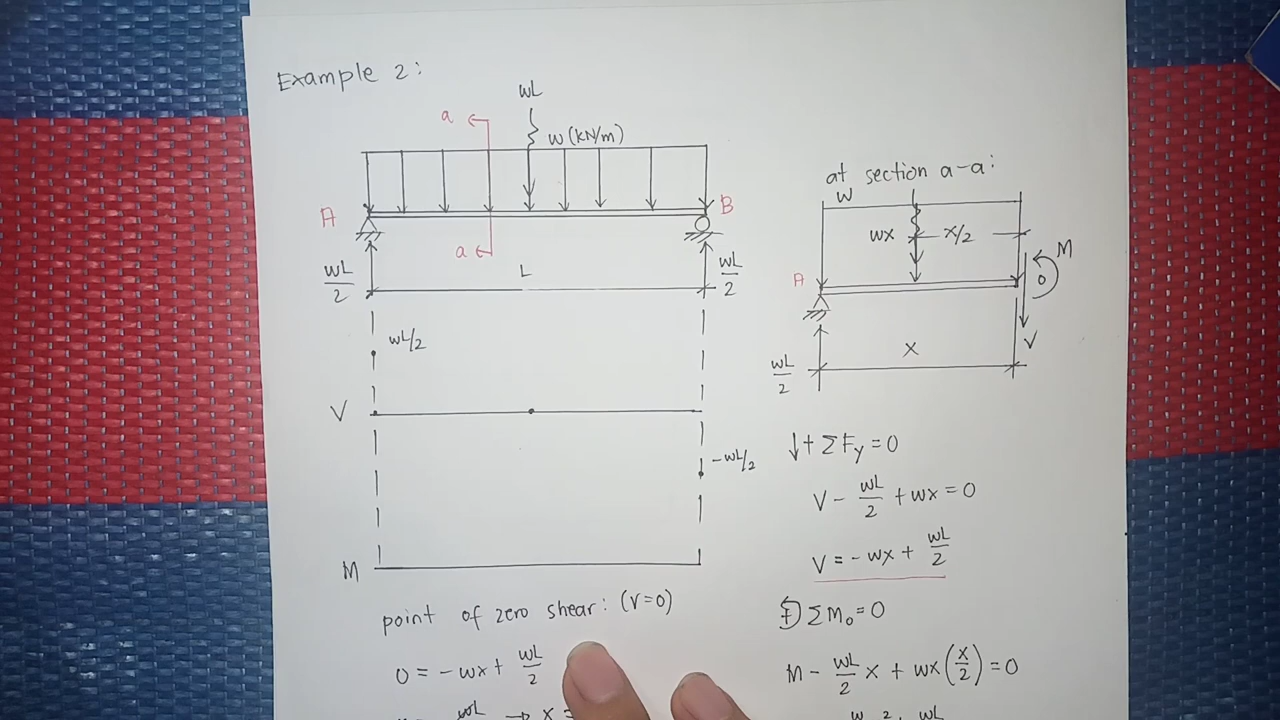 Example 2:
wL
a
w (kN/m)
A
B
a
wL/2
L
wL/2
wL/2
V
-wL/2
M
point of zero shear: (V=0)
0 = -wx + wL/2
wL → x =
at section a-a:
w
wx
x/2
M
A
o
V
wL/2
x
↓+ ΣFy = 0
V - wL/2 + wx = 0
V = -wx + wL/2
↺+ ΣMo = 0
M - wL/2 x + wx(x/2) = 0